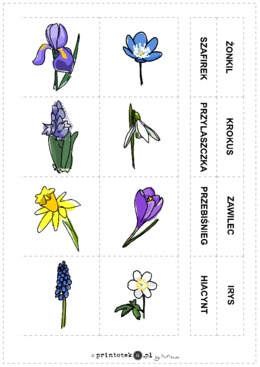 ŻONKIL
SZAFIREK
KROKUS
PRZYLASZCZKA
ZAWILEC
PRZEBIŚNIEG
IRYS
HIACYNT
printotek.pl